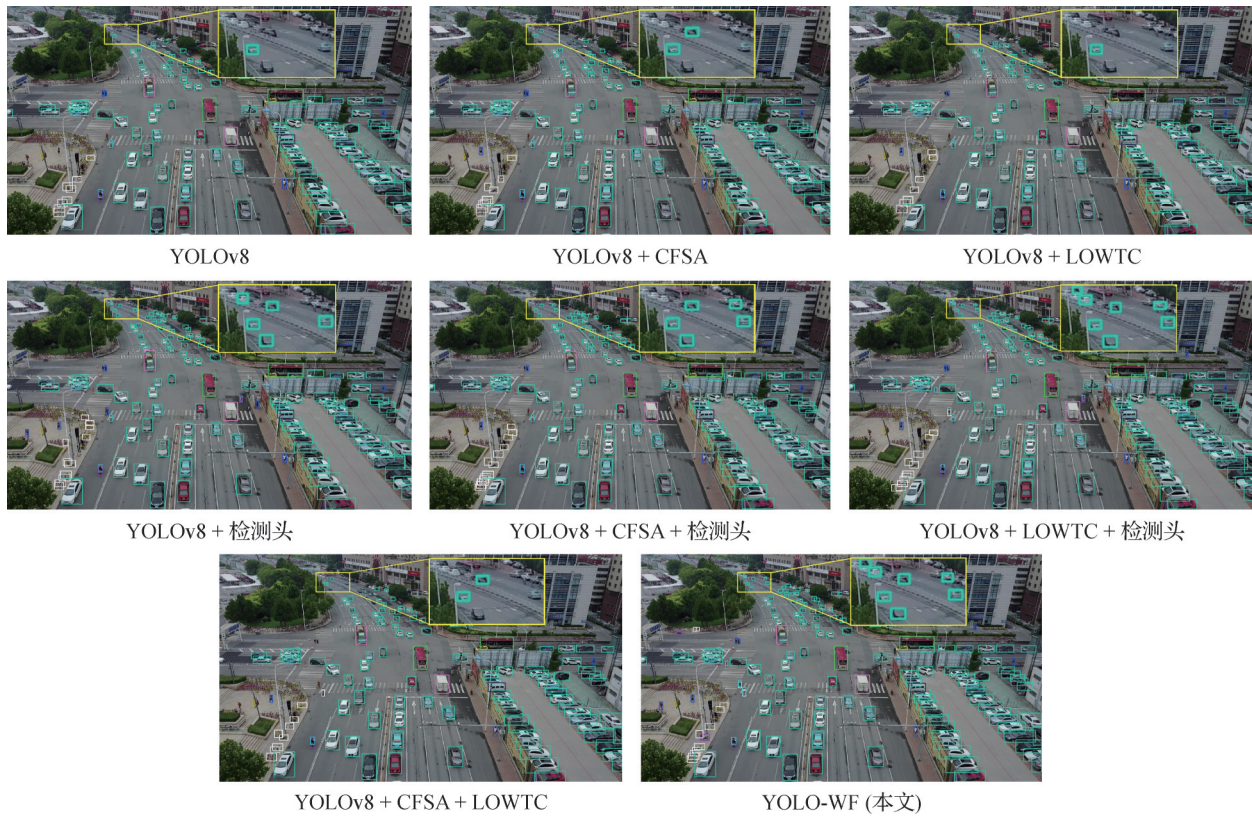 YOLOv8
YOLOv8 + CFSA
YOLOv8 + LOWTC
YOLOv8 + 检测头
YOLOv8 + CFSA + 检测头
YOLOv8 + LOWTC + 检测头
YOLOv8 + CFSA + LOWTC
YOLO-WF (本文)